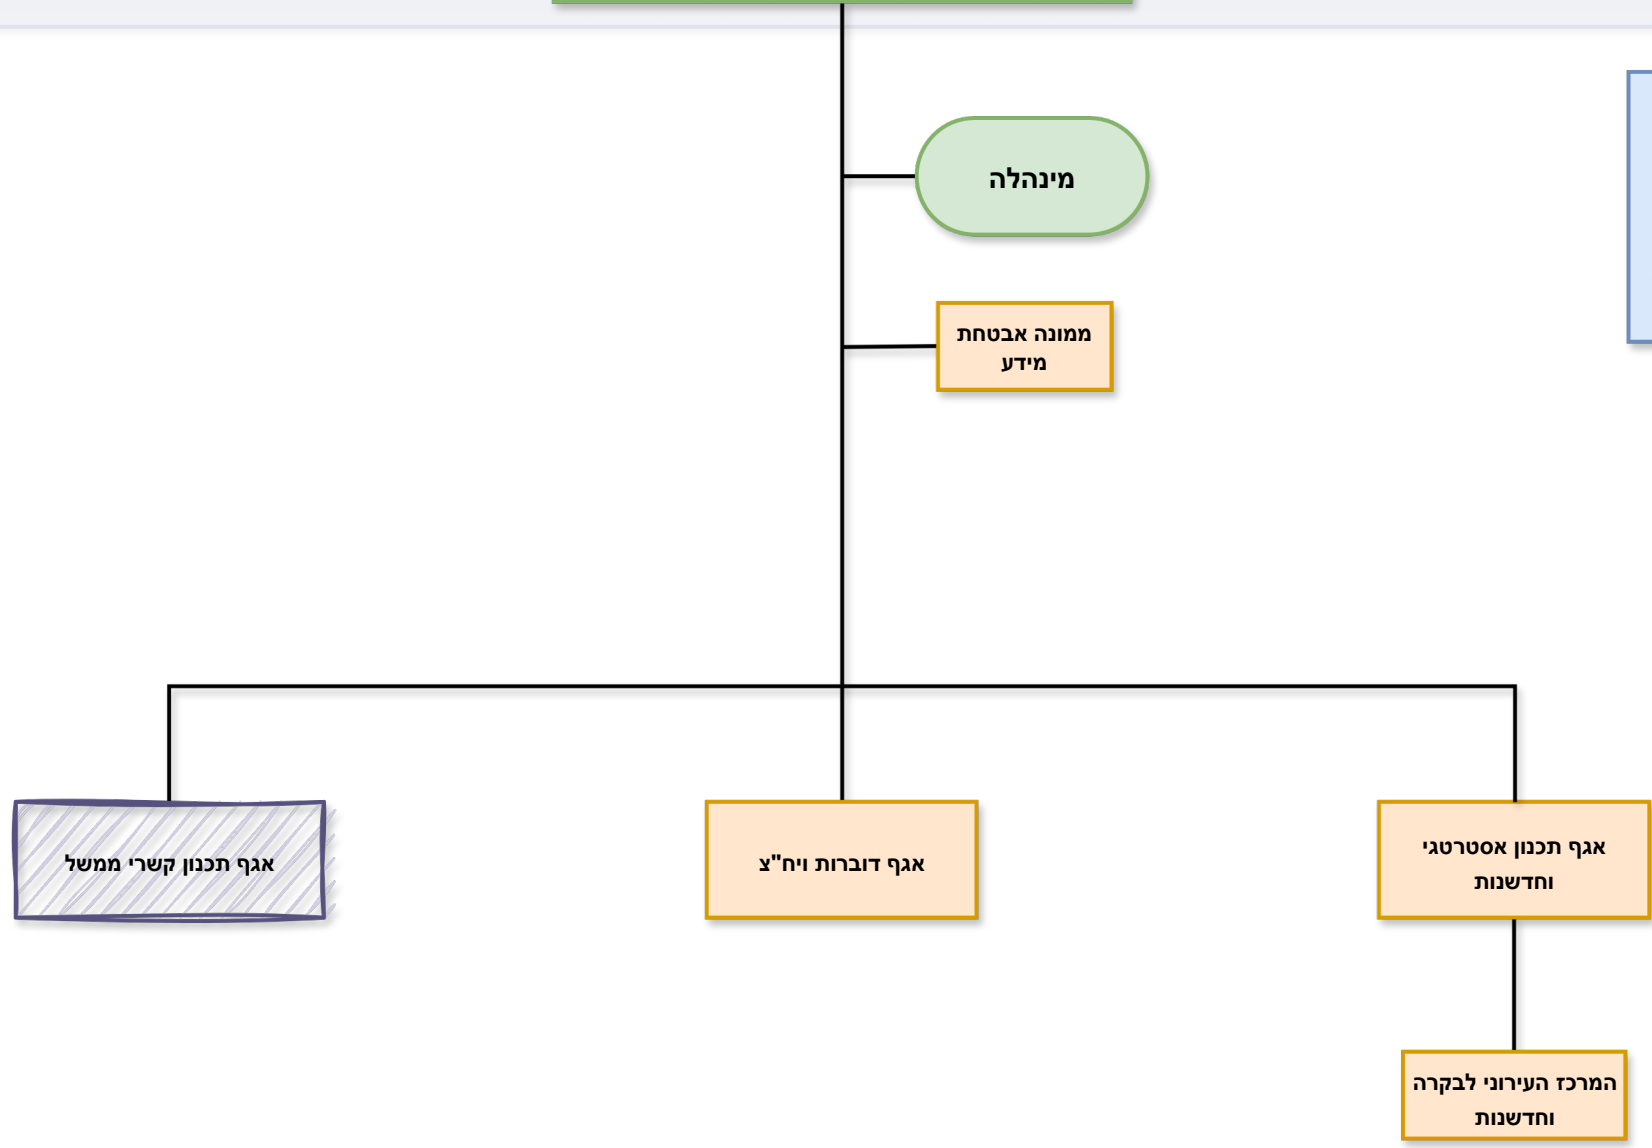 מינהלה
ממונה אבטחת
מידע
אגף תכנון אסטרטגי
וחדשנות
אגף דוברות ויח"צ
אגף תכנון קשרי ממשל
המרכז העירוני לבקרה
וחדשנות